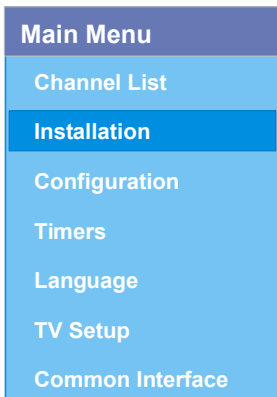 Main Menu
Channel List
Installation
Configuration
Timers
Language
TV Setup
Common Interface